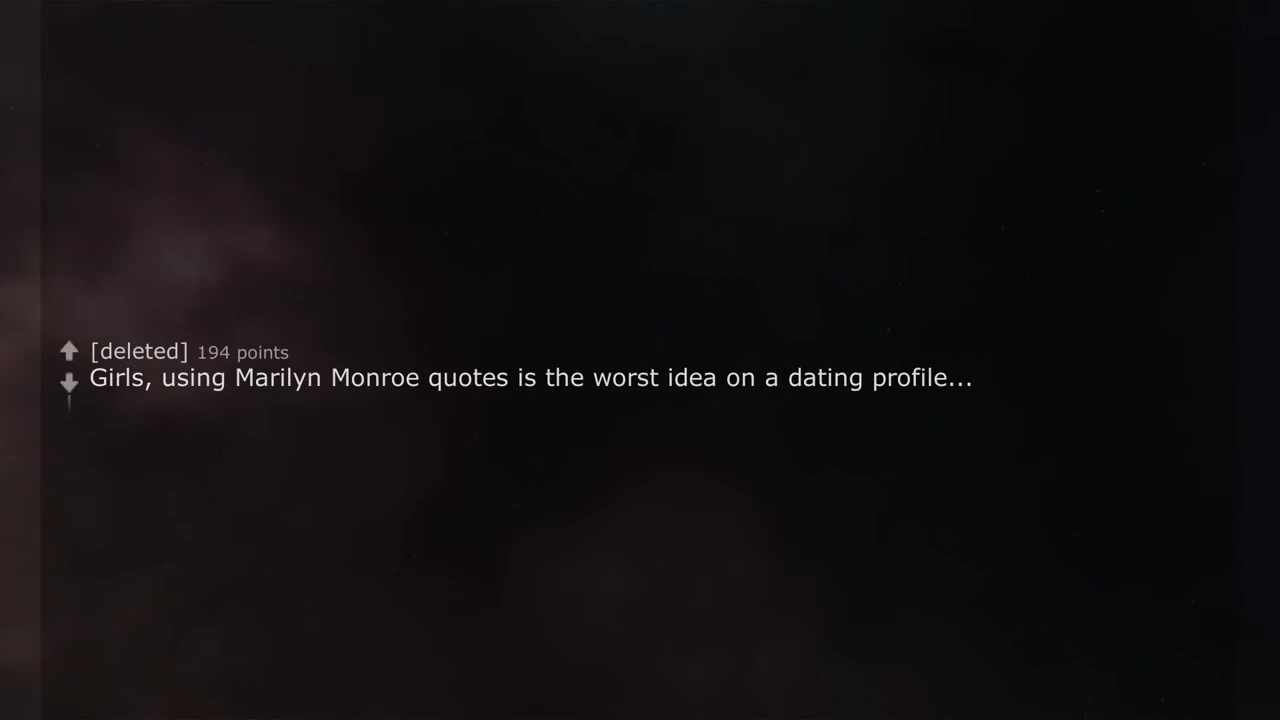 [deleted] 194 points
Girls, using Marilyn Monroe quotes is the worst idea on a dating profile...